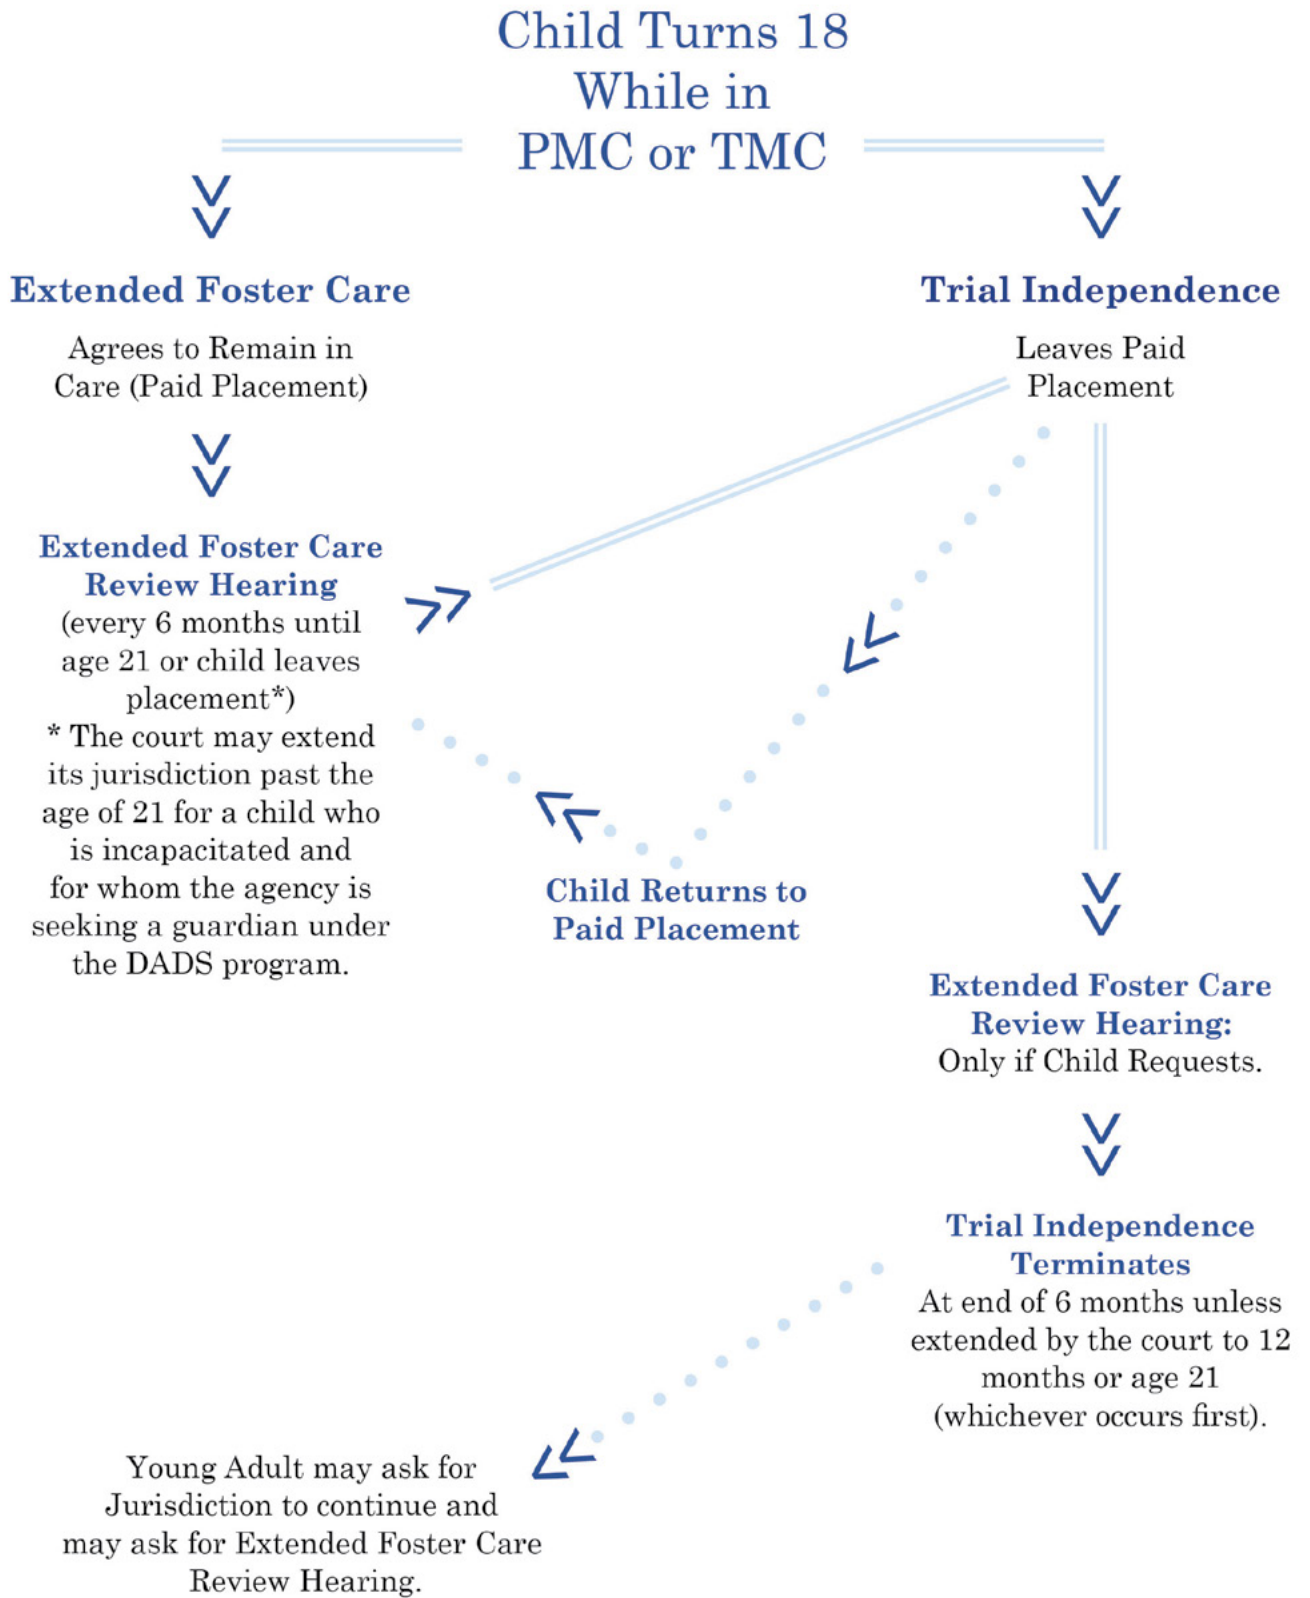 Child Turns 18
While in
PMC or TMC
Extended Foster Care
Agrees to Remain in
Care (Paid Placement)
Trial Independence
Leaves Paid
Placement
Extended Foster Care
Review Hearing
(every 6 months until
age 21 or child leaves
placement*)
* The court may extend
its jurisdiction past the
age of 21 for a child who
is incapacitated and
for whom the agency is
seeking a guardian under
the DADS program.
Child Returns to
Paid Placement
Extended Foster Care
Review Hearing:
Only if Child Requests.
Trial Independence
Terminates
At end of 6 months unless
extended by the court to 12
months or age 21
(whichever occurs first).
Young Adult may ask for
Jurisdiction to continue and
may ask for Extended Foster Care
Review Hearing.